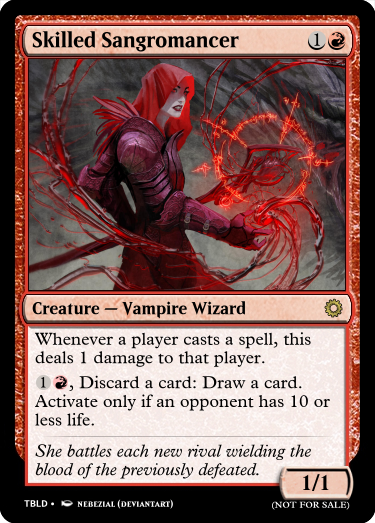 Skilled Sangromancer 1
Creature — Vampire Wizard
Whenever a player casts a spell, this
deals 1 damage to that player.
1, Discard a card: Draw a card.
Activate only if an opponent has 10 or
less life.
She battles each new rival wielding the
blood of the previously defeated.
1/1
TBLD • NEBEZIAL (DEVIANTART)
(NOT FOR SALE)